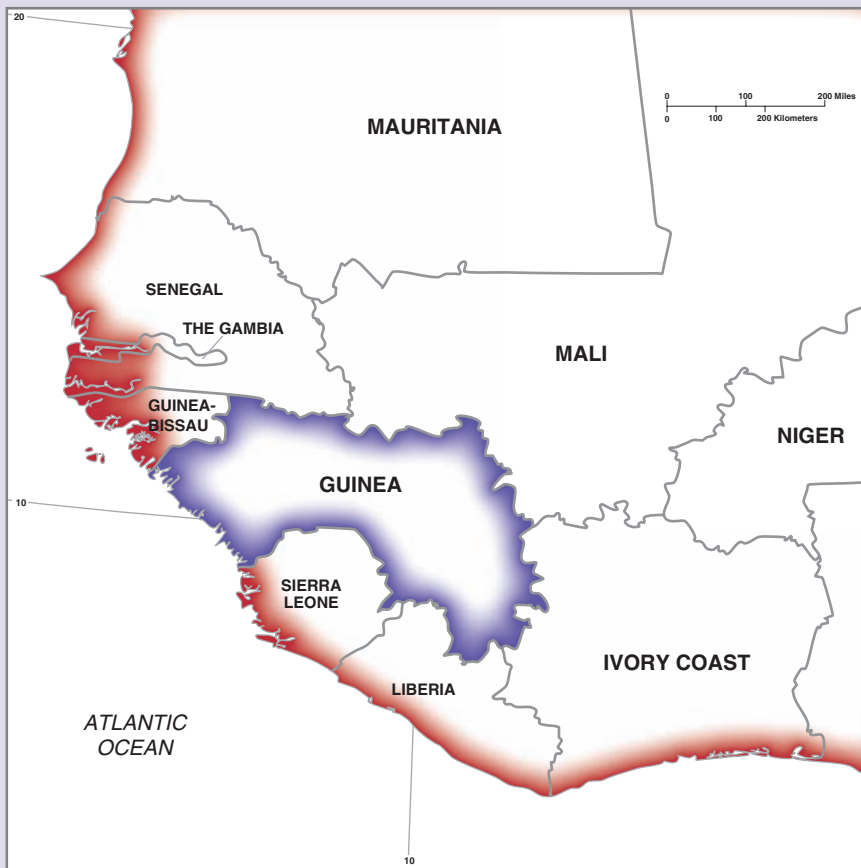 20
0 100 200 Miles
0 100 200 Kilometers
MAURITANIA
SENEGAL
THE GAMBIA
MALI
GUINEA-
BISSAU
NIGER
GUINEA
10
SIERRA
LEONE
IVORY COAST
LIBERIA
ATLANTIC
OCEAN
10